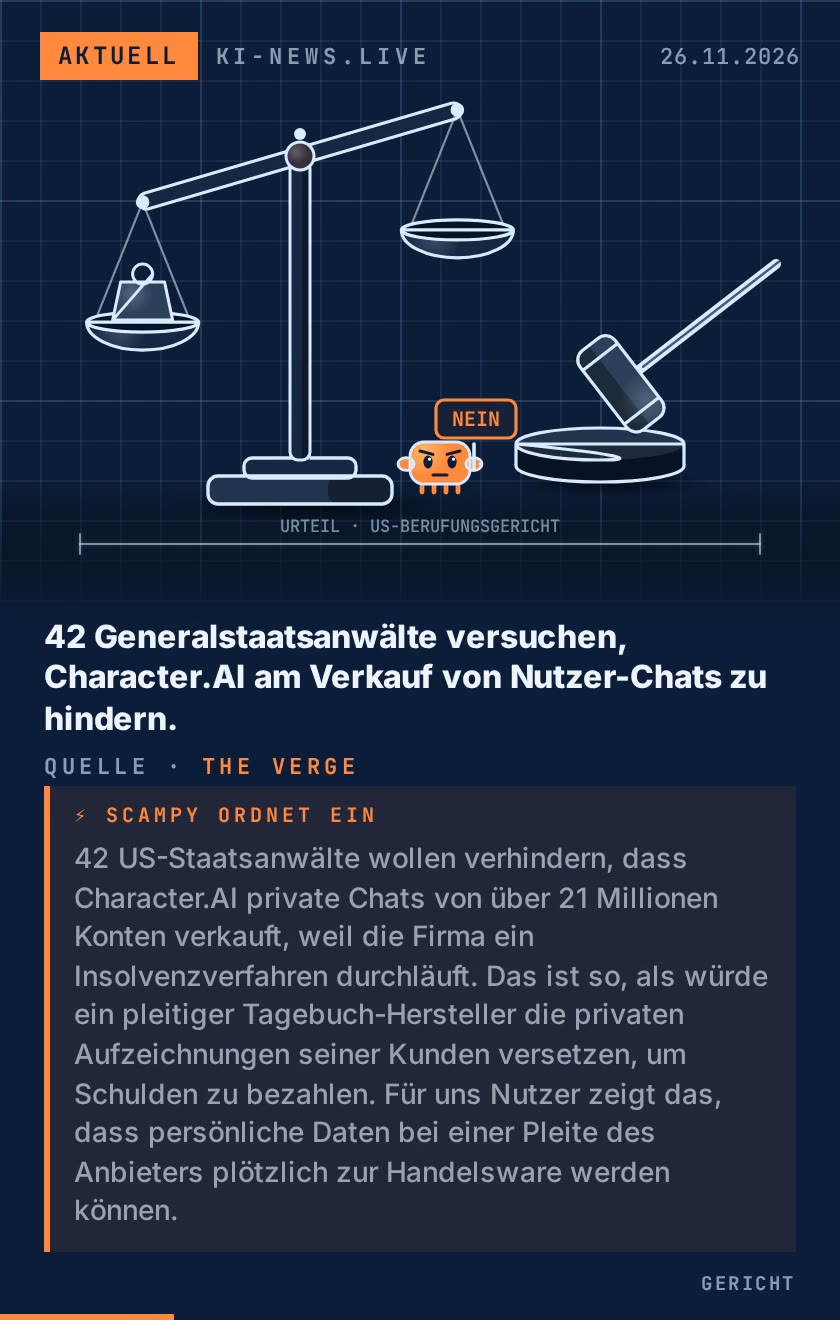 AKTUELL KI-NEWS.LIVE 26.11.2026
NEIN
URTEIL · US-BERUFUNGSGERICHT
42 Generalstaatsanwälte versuchen,
Character.AI am Verkauf von Nutzer-Chats zu
hindern.
QUELLE · THE VERGE
⚡ SCAMPY ORDNET EIN
42 US-Staatsanwälte wollen verhindern, dass
Character.AI private Chats von über 21 Millionen
Konten verkauft, weil die Firma ein
Insolvenzverfahren durchläuft. Das ist so, als würde
ein pleitiger Tagebuch-Hersteller die privaten
Aufzeichnungen seiner Kunden versetzen, um
Schulden zu bezahlen. Für uns Nutzer zeigt das,
dass persönliche Daten bei einer Pleite des
Anbieters plötzlich zur Handelsware werden
können.
GERICHT